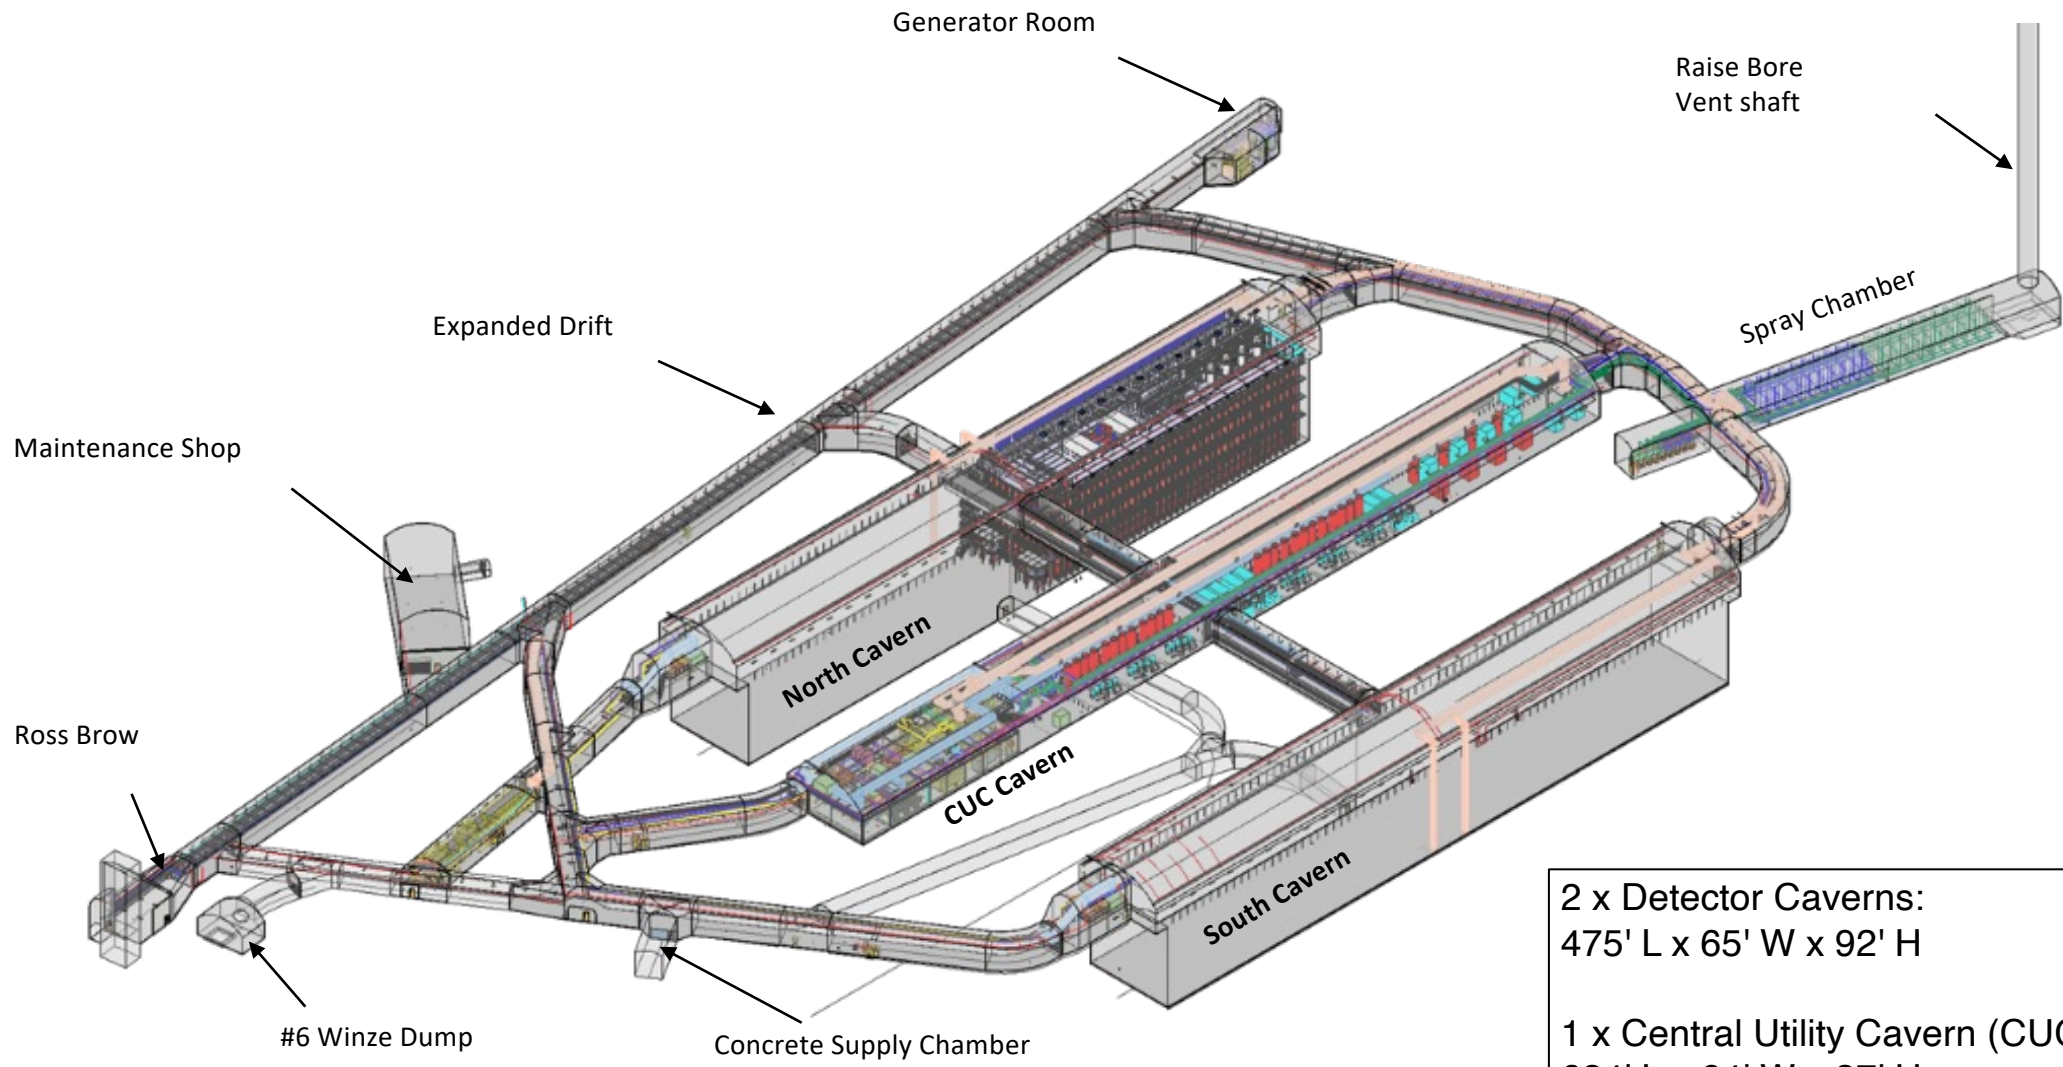 Generator Room
Raise Bore
Vent shaft
Spray Chamber
Expanded Drift
Maintenance Shop
North Cavern
Ross Brow
CUC Cavern
South Cavern
2 x Detector Caverns:
475' L x 65' W x 92' H
#6 Winze Dump
Concrete Supply Chamber
1 x Central Utility Cavern (CUC